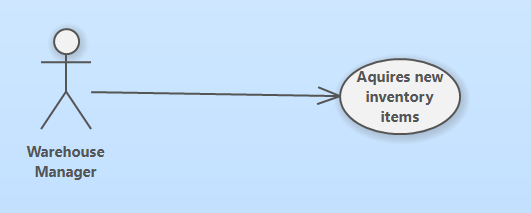 Aquires new
inventory
items
Warehouse
Manager